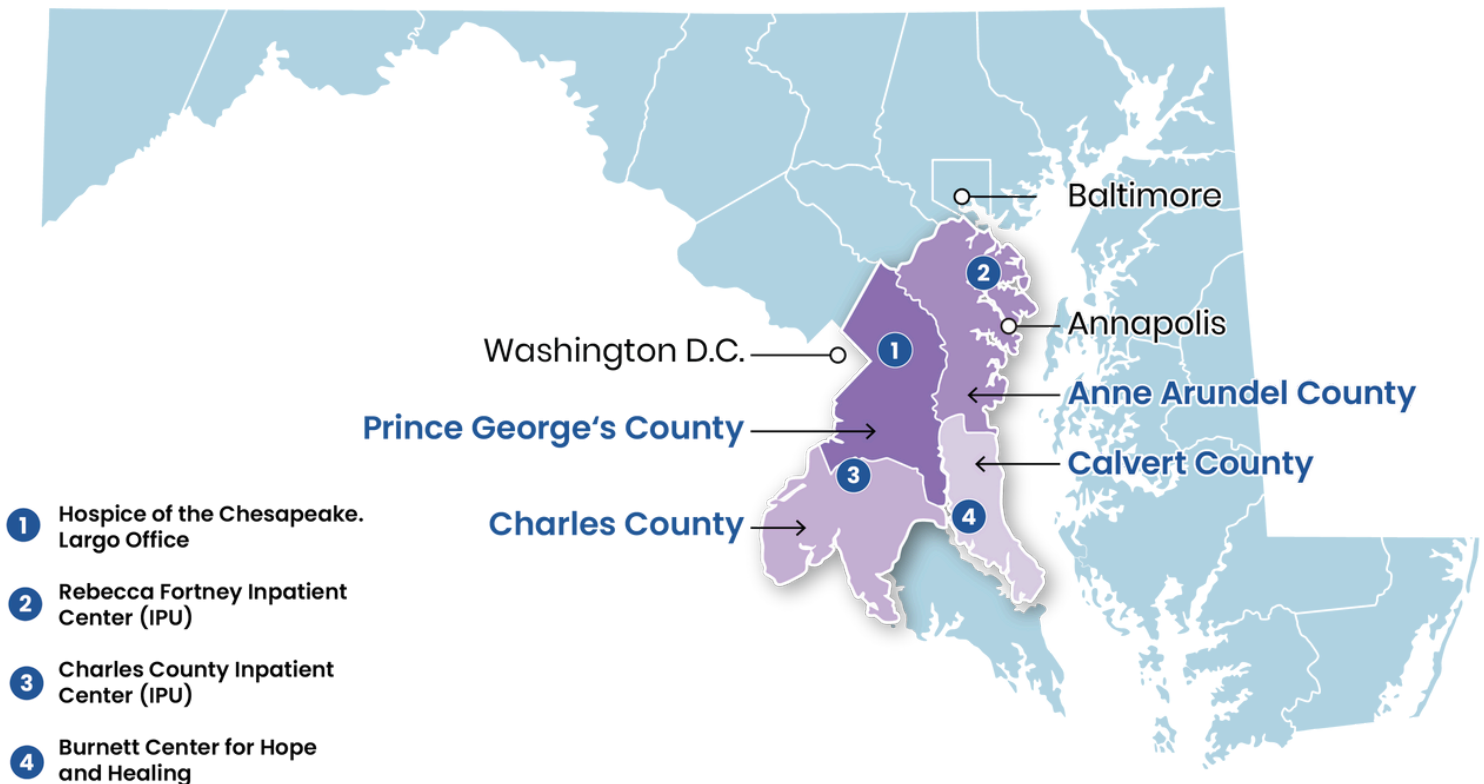 Baltimore
2
Annapolis
Washington D.C.
1
Anne Arundel County
Prince George‘s County
Calvert County
3
4
Charles County
1 Hospice of the Chesapeake.
Largo Office
2 Rebecca Fortney Inpatient
Center (IPU)
3 Charles County Inpatient
Center (IPU)
4 Burnett Center for Hope
and Healing